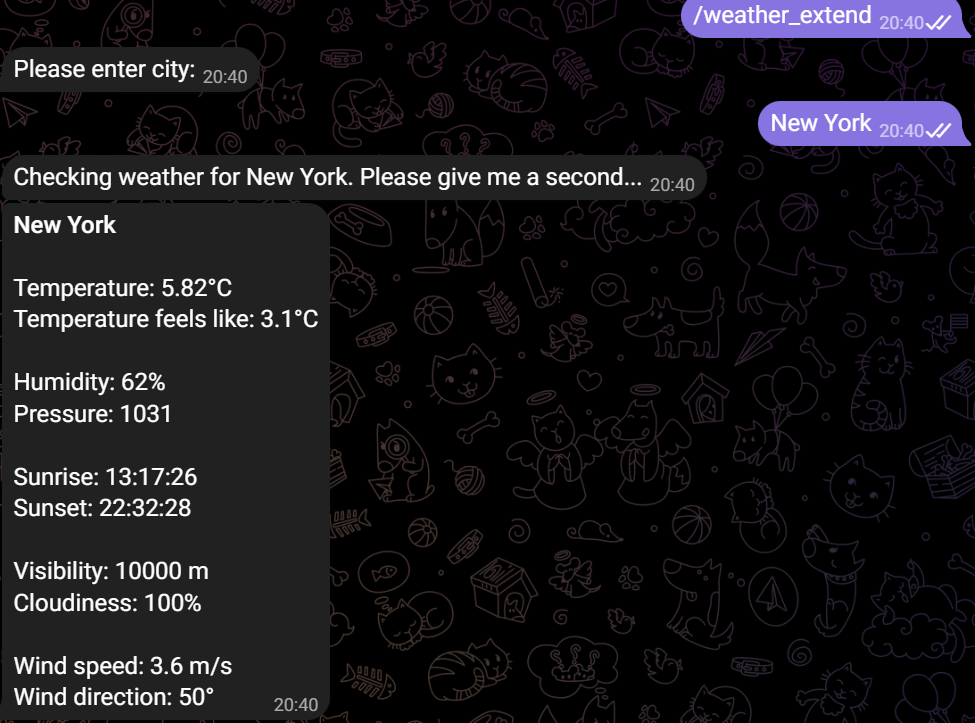 /weather_extend 20:40
Please enter city: 20:40
New York 20:40
Checking weather for New York. Please give me a second... 20:40
New York
Temperature: 5.82°C
Temperature feels like: 3.1°C
Humidity: 62%
Pressure: 1031
Sunrise: 13:17:26
Sunset: 22:32:28
Visibility: 10000 m
Cloudiness: 100%
Wind speed: 3.6 m/s
Wind direction: 50° 20:40